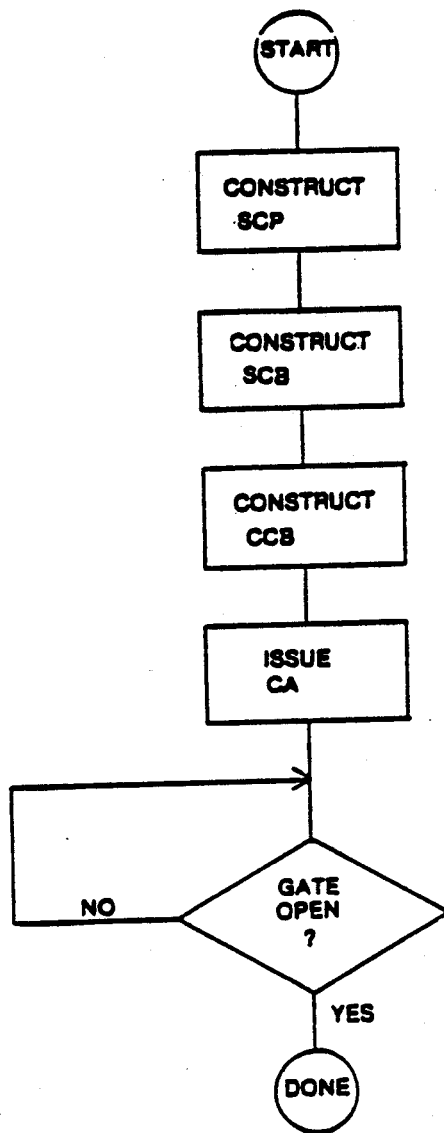 START
CONSTRUCT
SCP
CONSTRUCT
SCB
CONSTRUCT
CCB
ISSUE
CA
GATE
OPEN
?
NO
YES
DONE